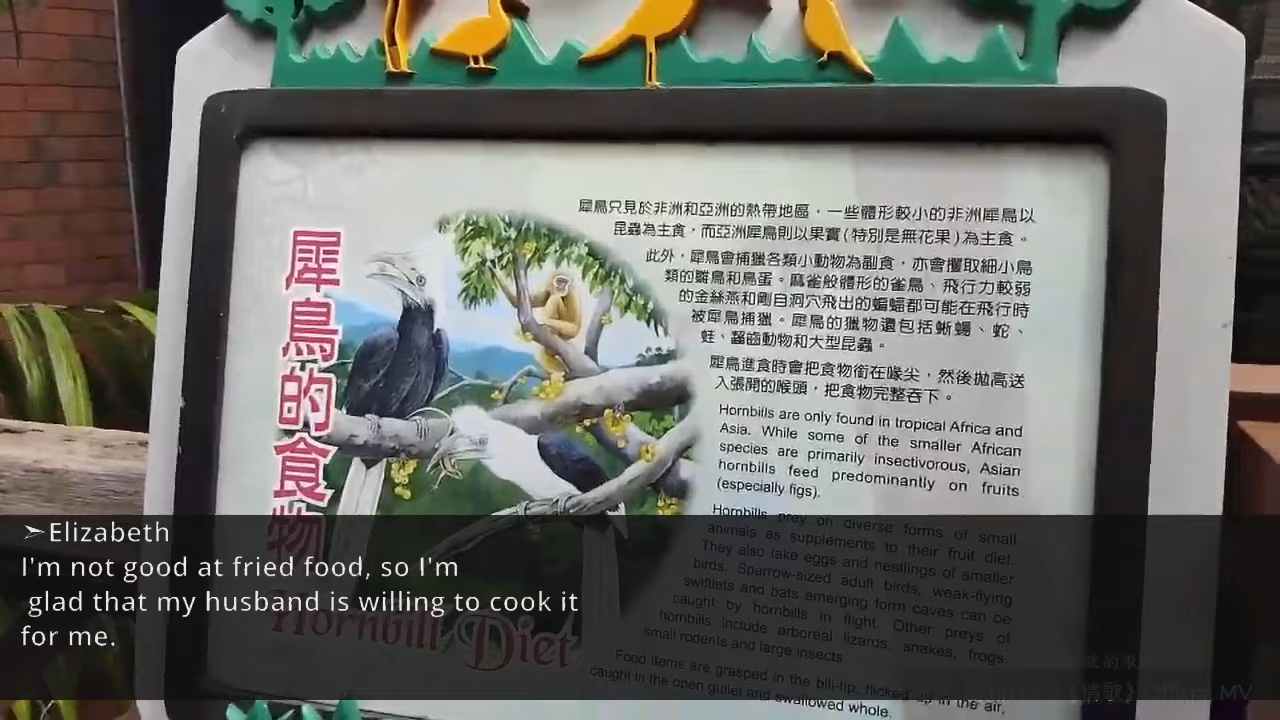 犀鳥的食物
犀鳥只見於非洲和亞洲的熱帶地區，一些體形較小的非洲犀鳥以
昆蟲為主食，而亞洲犀鳥則以果實(特別是無花果)為主食。
此外，犀鳥會捕獵各類小動物為副食，亦會攫取細小鳥
類的雛鳥和鳥蛋。麻雀般體形的雀鳥、飛行力較弱
的金絲燕和剛自洞穴飛出的蝙蝠都可能在飛行時
被犀鳥捕獵。犀鳥的獵物還包括蜥蜴、蛇、
蛙、齧齒動物和大型昆蟲。
犀鳥進食時會把食物銜在喙尖，然後拋高送
入張開的喉頭，把食物完整吞下。
Hornbills are only found in tropical Africa and
Asia. While some of the smaller African
species are primarily insectivorous, Asian
hornbills feed predominantly on fruits
(especially figs).
Hornbills prey on diverse forms of small
animals as supplements to their fruit diet.
They also take eggs and nestlings of smaller
birds. Sparrow-sized adult birds, weak-flying
swiftlets and bats emerging form caves can be
caught by hornbills in flight. Other preys of
hornbills include arboreal lizards, snakes, frogs,
small rodents and large insects.
Food items are grasped in the bill-tip, flicked up in the air,
caught in the open gullet and swallowed whole.
Hornbill Diet
➣Elizabeth
I'm not good at fried food, so I'm
glad that my husband is willing to cook it
for me.